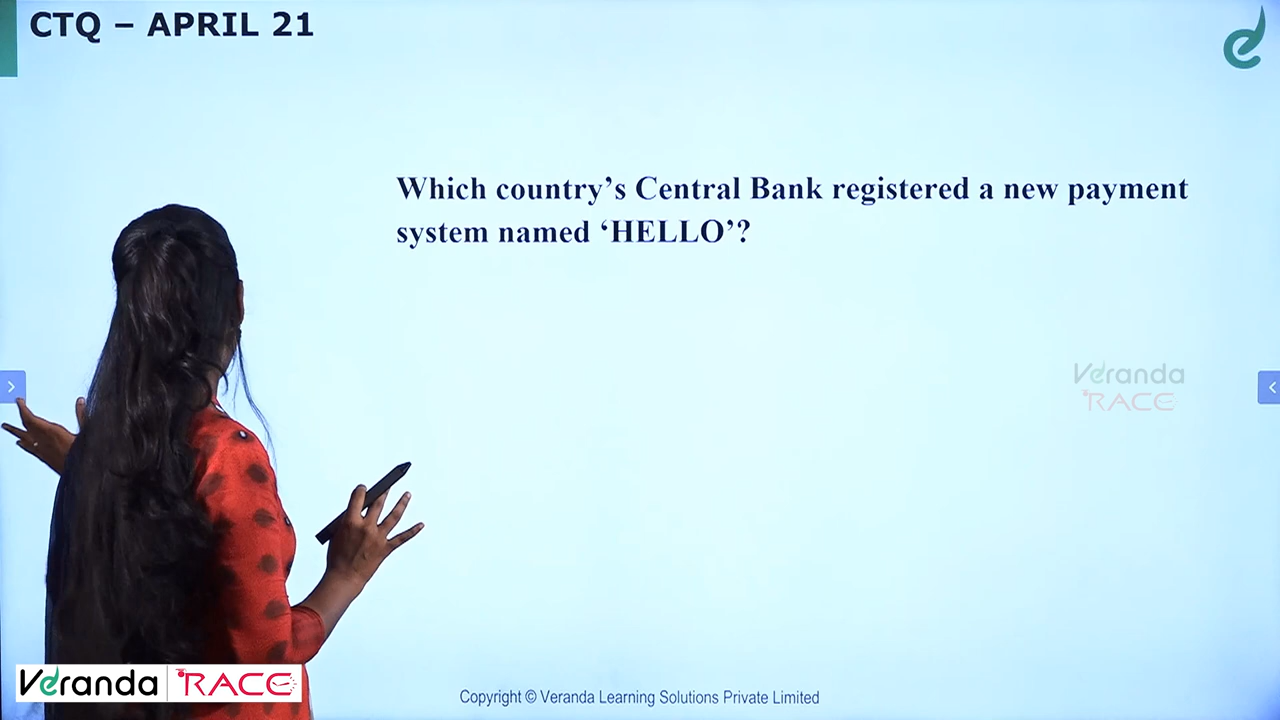 CTQ – APRIL 21
Which country’s Central Bank registered a new payment
system named ‘HELLO’?
Veranda
RACE
Veranda RACE
Copyright © Veranda Learning Solutions Private Limited